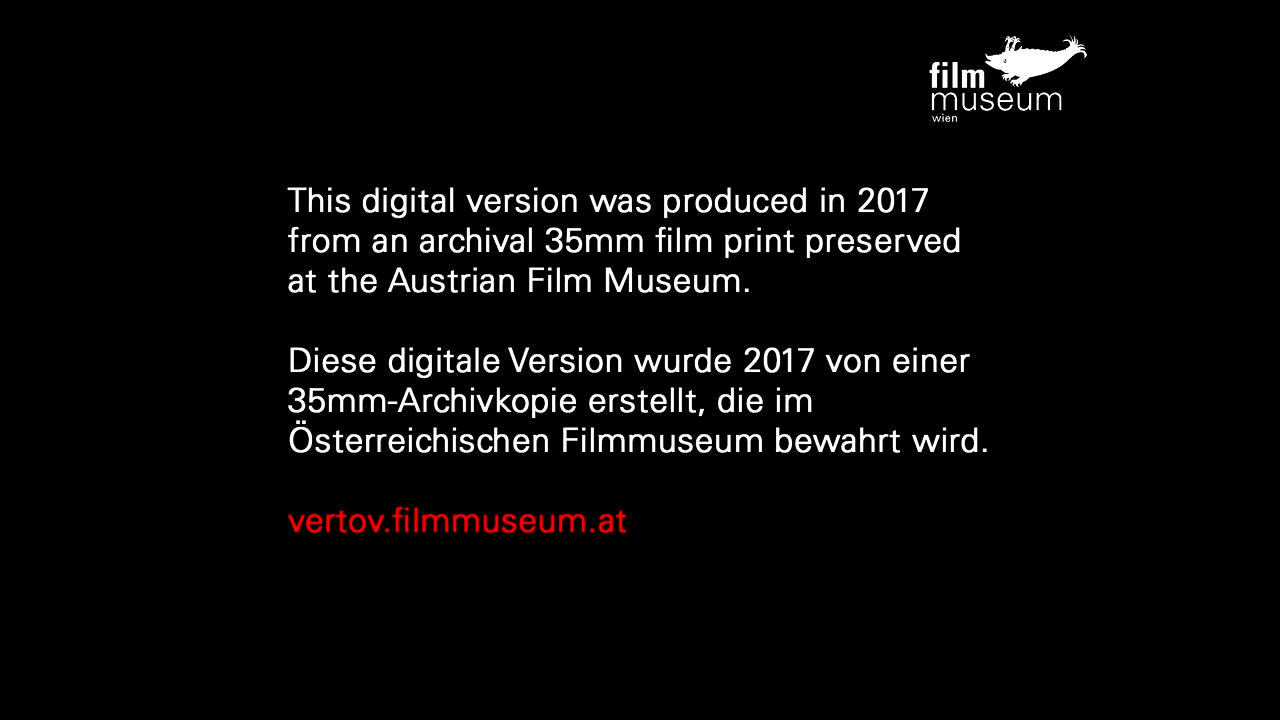 film
museum
wien
This digital version was produced in 2017
from an archival 35mm film print preserved
at the Austrian Film Museum.
Diese digitale Version wurde 2017 von einer
35mm-Archivkopie erstellt, die im
Österreichischen Filmmuseum bewahrt wird.
vertov.filmmuseum.at